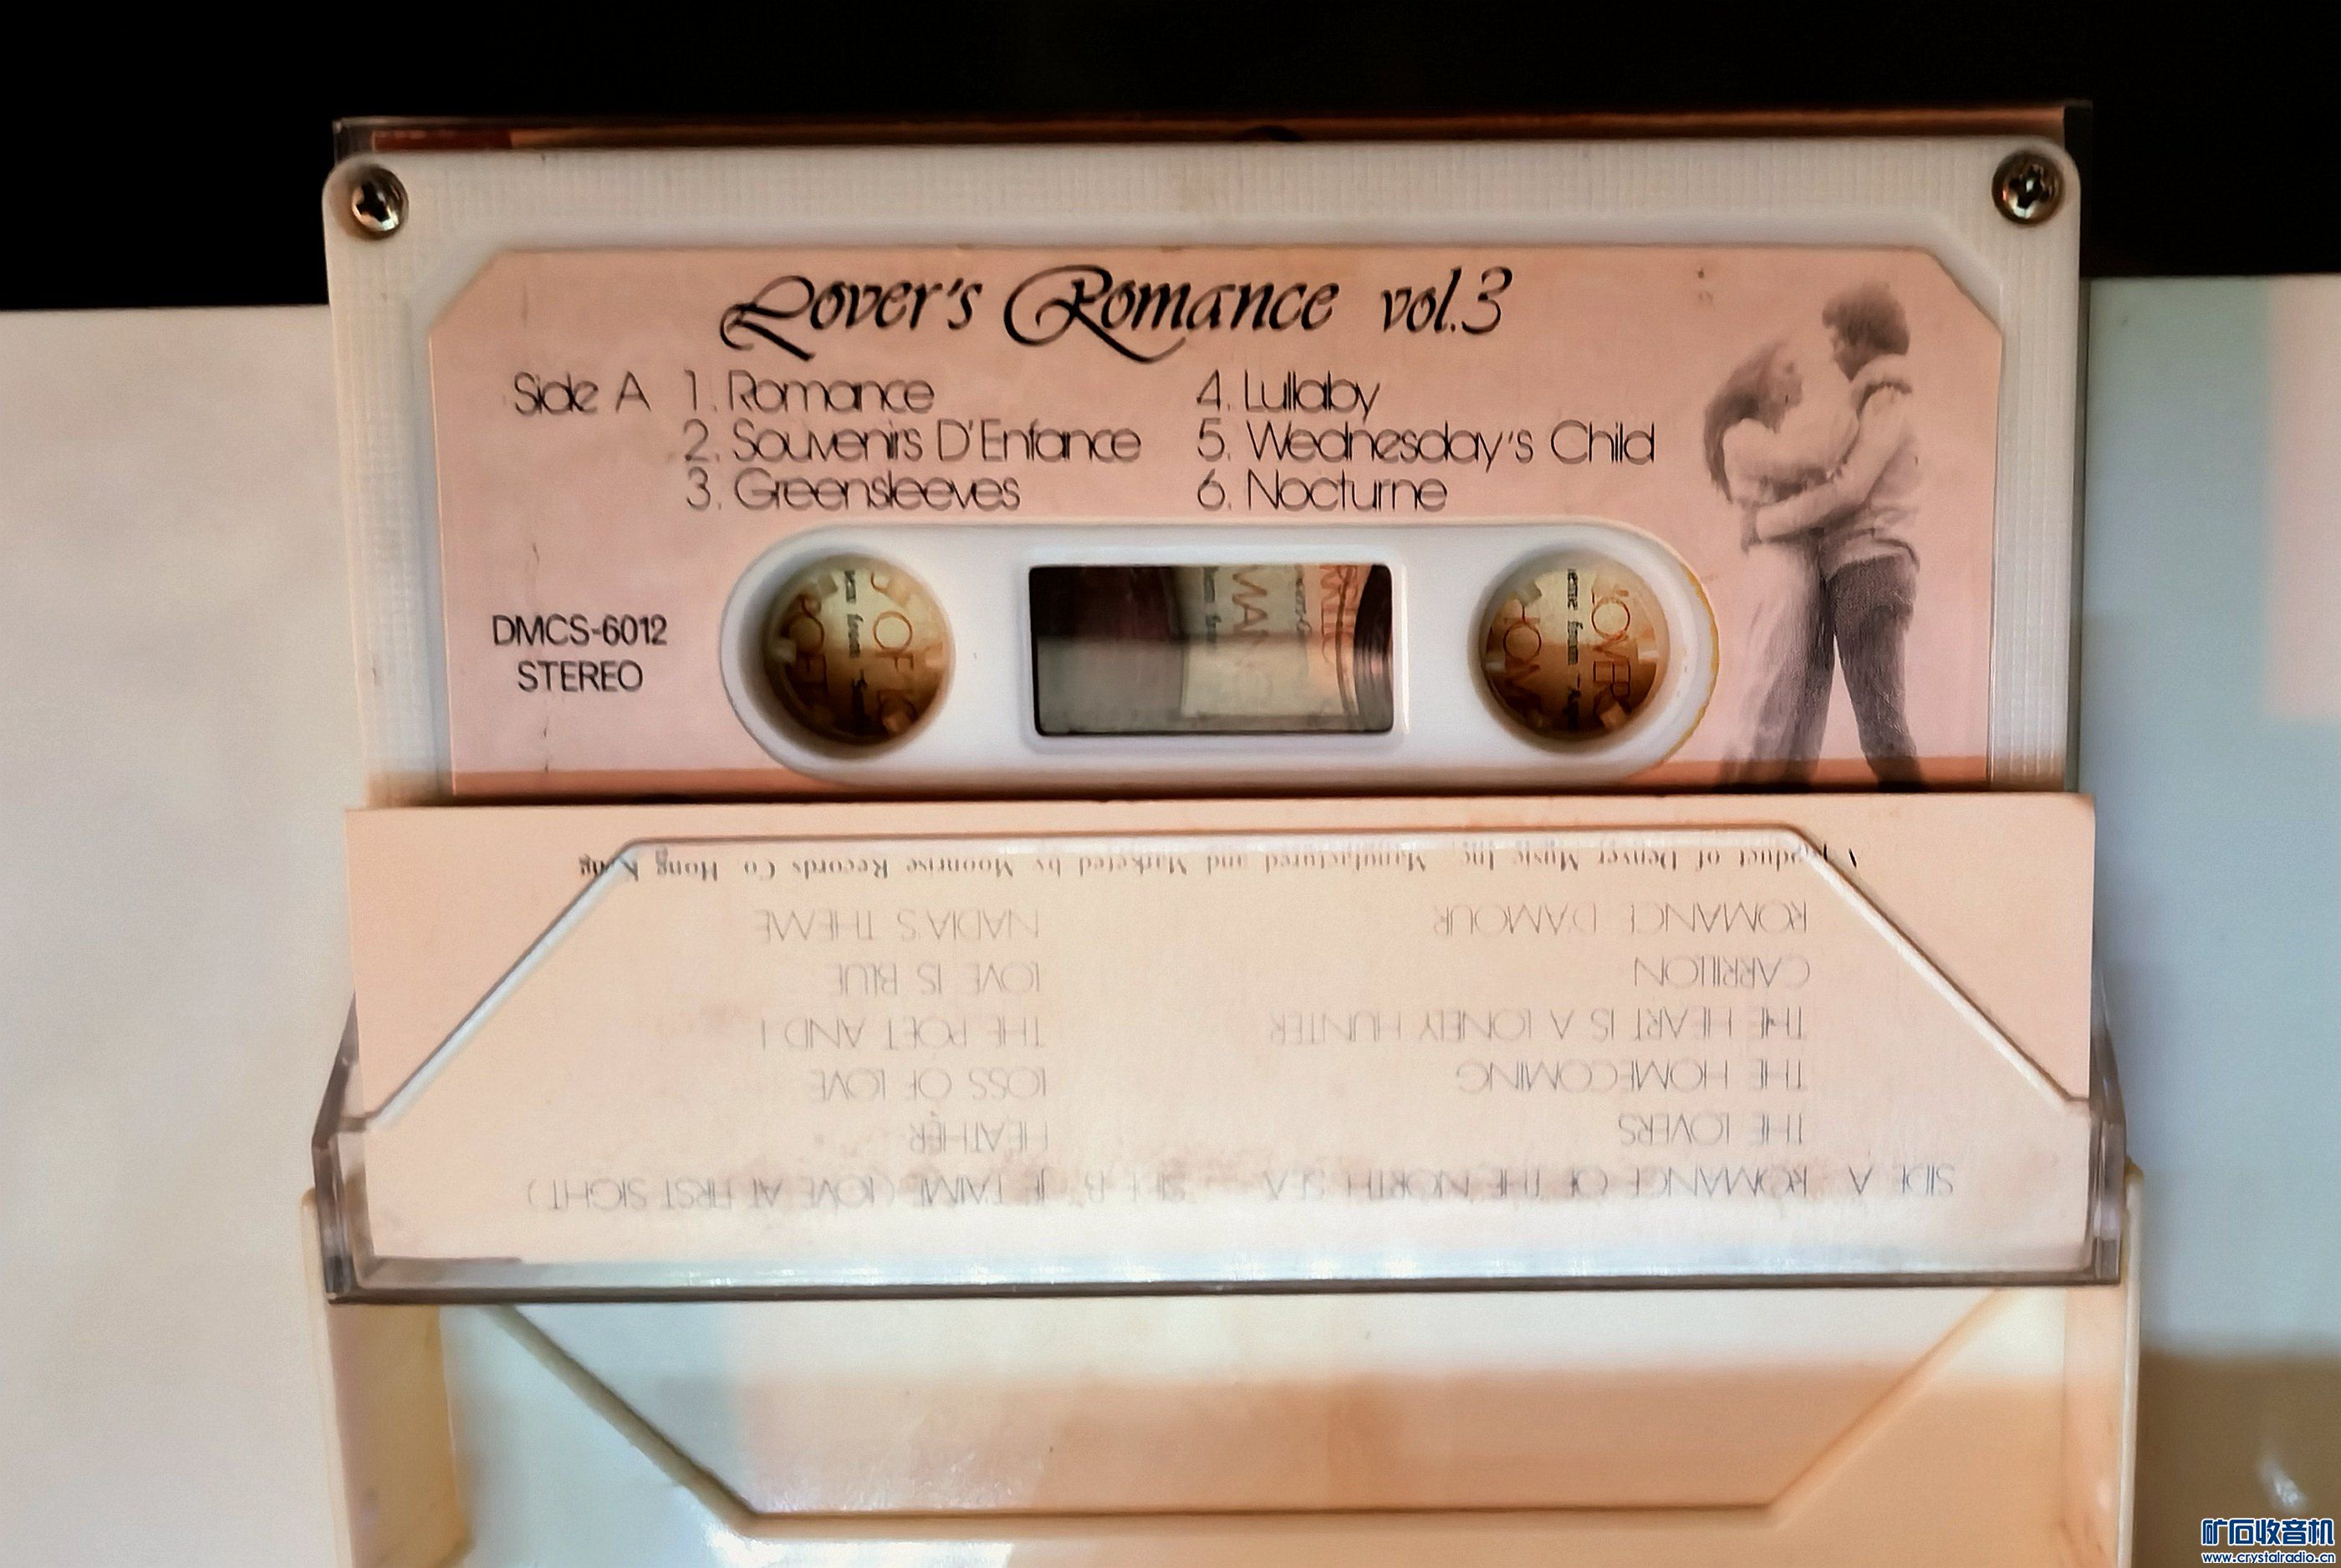 Lover's Romance vol.3
Side A 1. Romance 4. Lullaby
2. Souvenirs D'Enfance 5. Wednesday's Child
3. Greensleeves 6. Nocturne
DMCS-6012
STEREO
SIDE A ROMANCE OF THE NORTH SEA SIDE B JE T'AIME (LOVE AT FIRST SIGHT)
THE LOVERS HEATHER
THE HOMECOMING LOSS OF LOVE
THE HEART IS A LONELY HUNTER THE POET AND I
CARRILION LOVE IS BLUE
ROMANCE D'AMOUR NADIA'S THEME
A product of Denver Music Inc. Manufactured and Marketed by Moonrise Records Co. Hong Kong
矿石收音机
www.crystalradio.cn